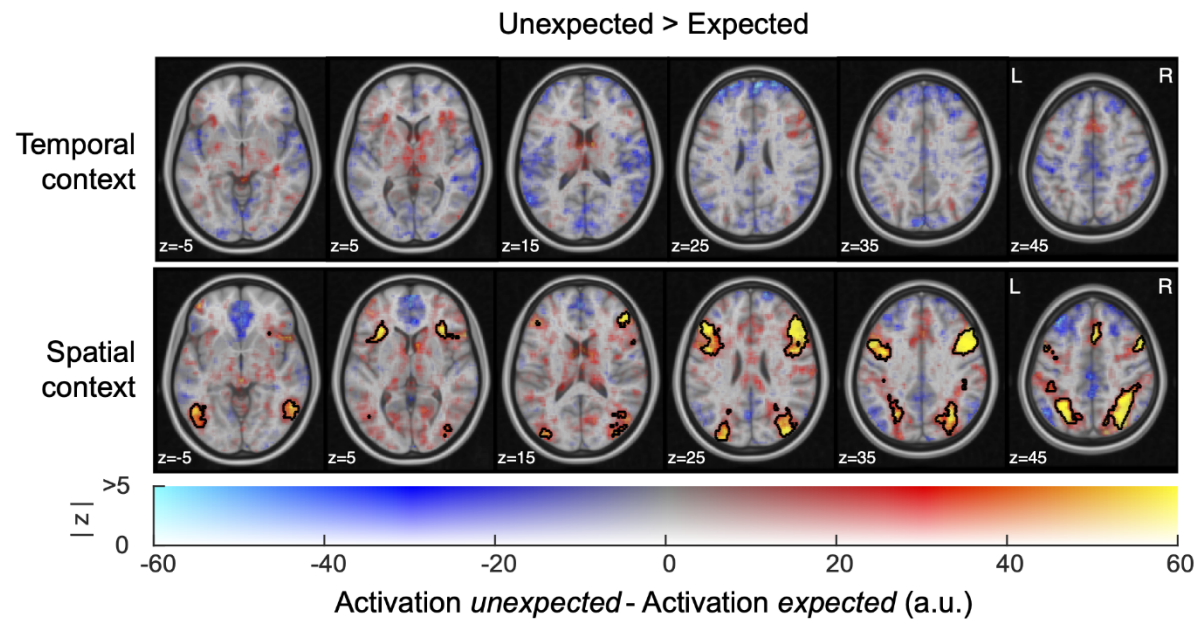 Unexpected > Expected
Temporal
context
L R
z=-5 z=5 z=15 z=25 z=35 z=45
Spatial
context
L R
z=-5 z=5 z=15 z=25 z=35 z=45
>5
| z |
0
-60 -40 -20 0 20 40 60
Activation unexpected - Activation expected (a.u.)